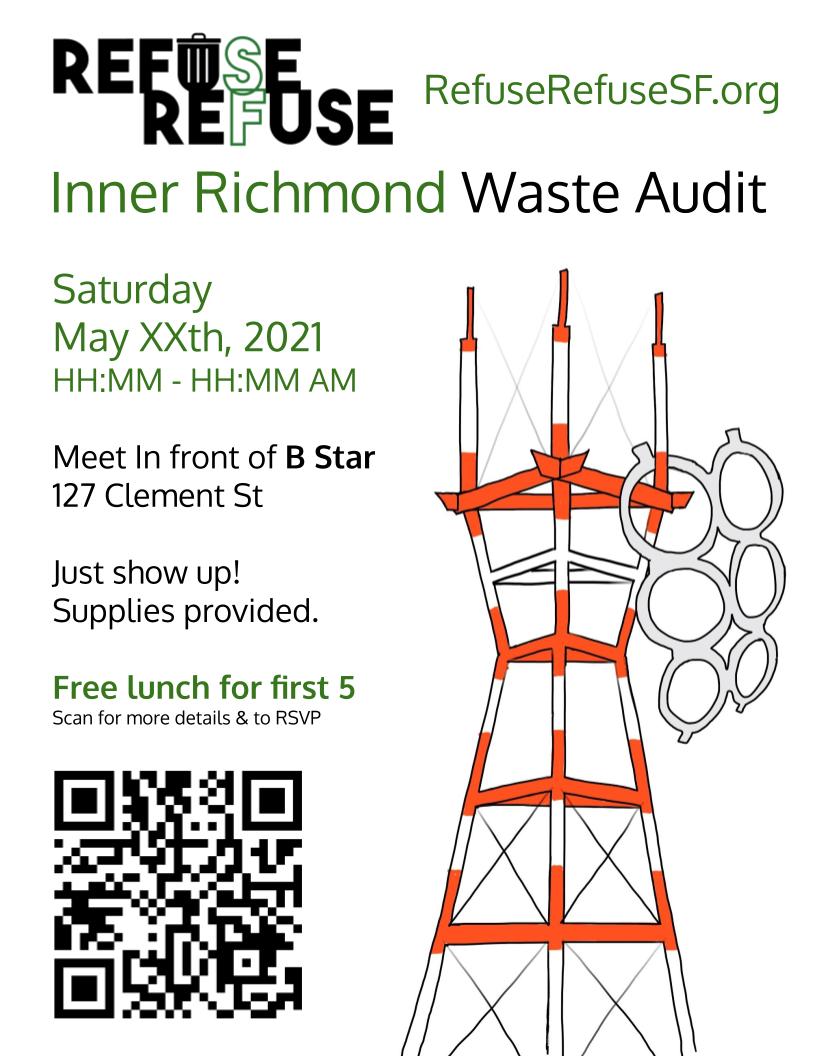 REFUSE
REFUSE
RefuseRefuseSF.org
Inner Richmond Waste Audit
Saturday
May XXth, 2021
HH:MM - HH:MM AM
Meet In front of B Star
127 Clement St
Just show up!
Supplies provided.
Free lunch for first 5
Scan for more details & to RSVP